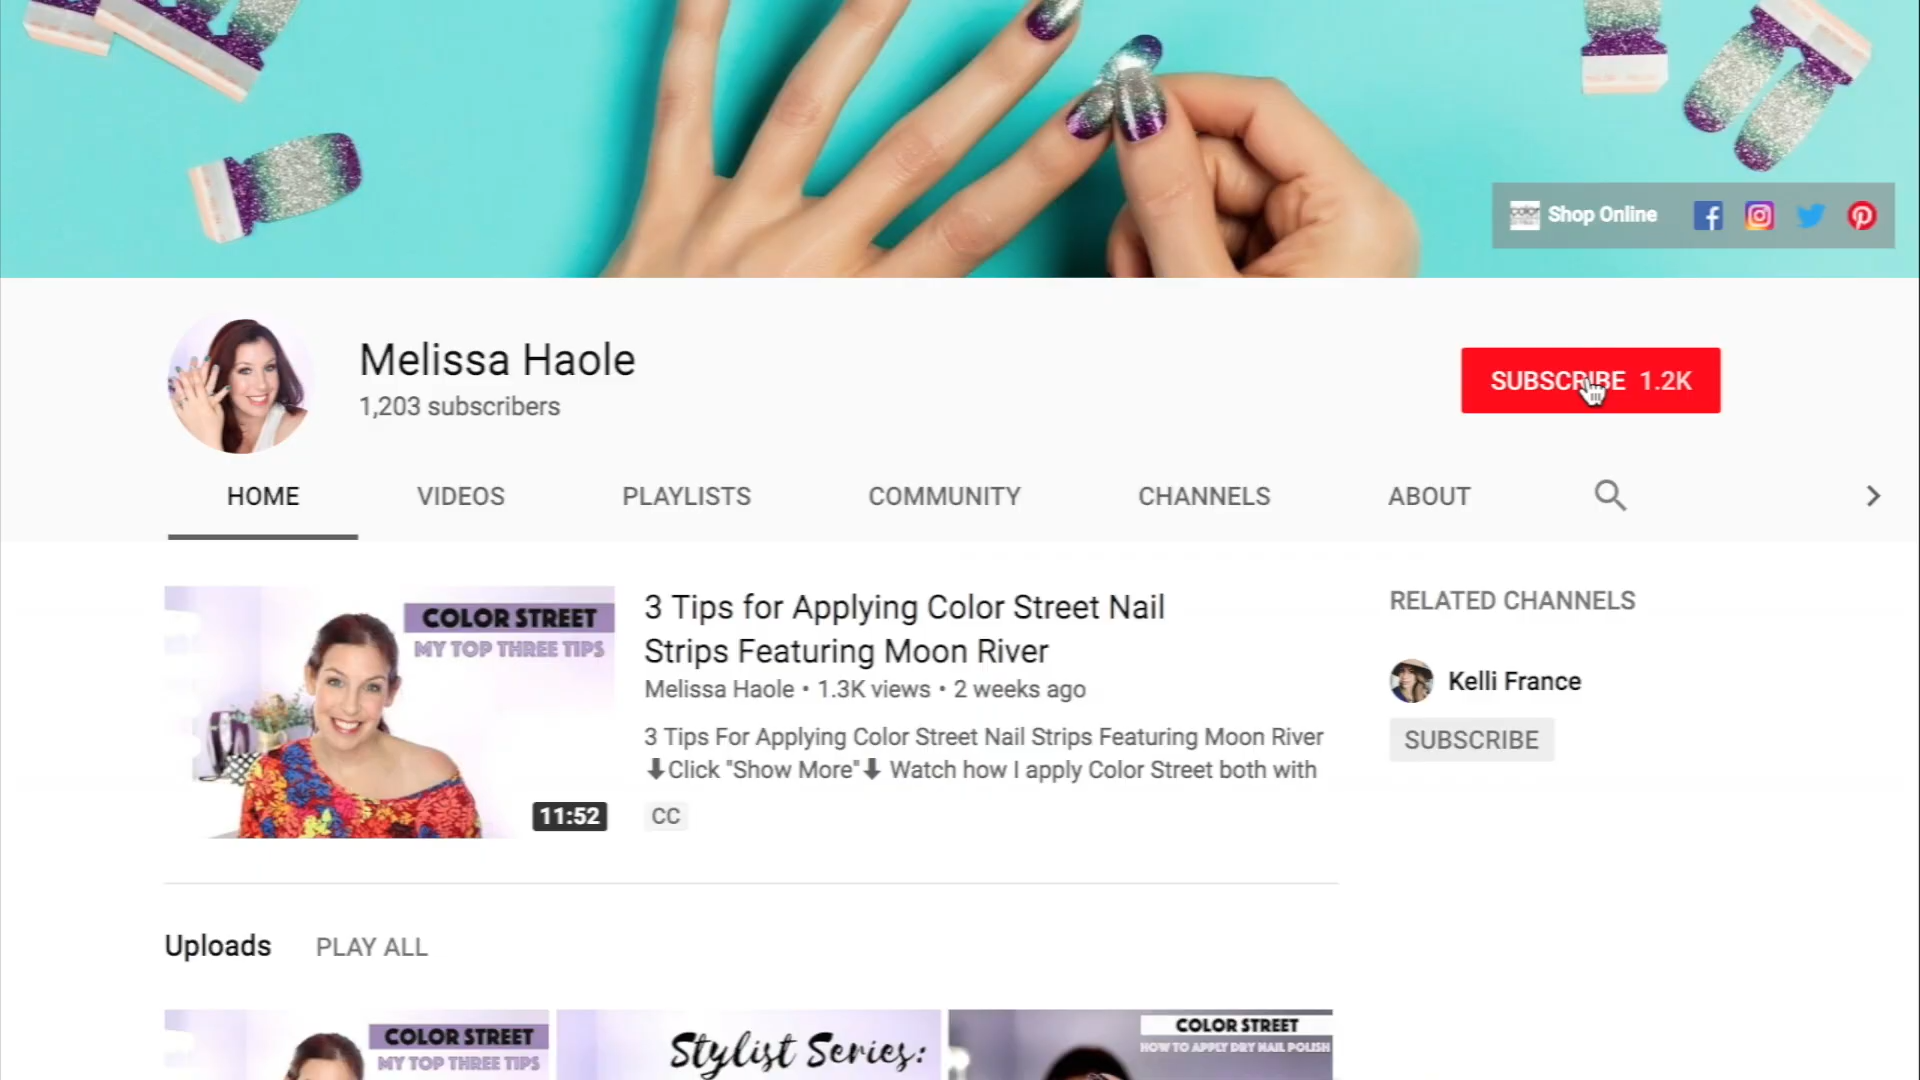 Shop Online
Melissa Haole
1,203 subscribers
SUBSCRIBE 1.2K
HOME VIDEOS PLAYLISTS COMMUNITY CHANNELS ABOUT
COLOR STREET
MY TOP THREE TIPS
11:52
3 Tips for Applying Color Street Nail
Strips Featuring Moon River
Melissa Haole • 1.3K views • 2 weeks ago
3 Tips For Applying Color Street Nail Strips Featuring Moon River
⬇Click "Show More"⬇ Watch how I apply Color Street both with
CC
RELATED CHANNELS
Kelli France
SUBSCRIBE
Uploads PLAY ALL
COLOR STREET
MY TOP THREE TIPS
Stylist Series:
COLOR STREET
HOW TO APPLY DRY NAIL POLISH